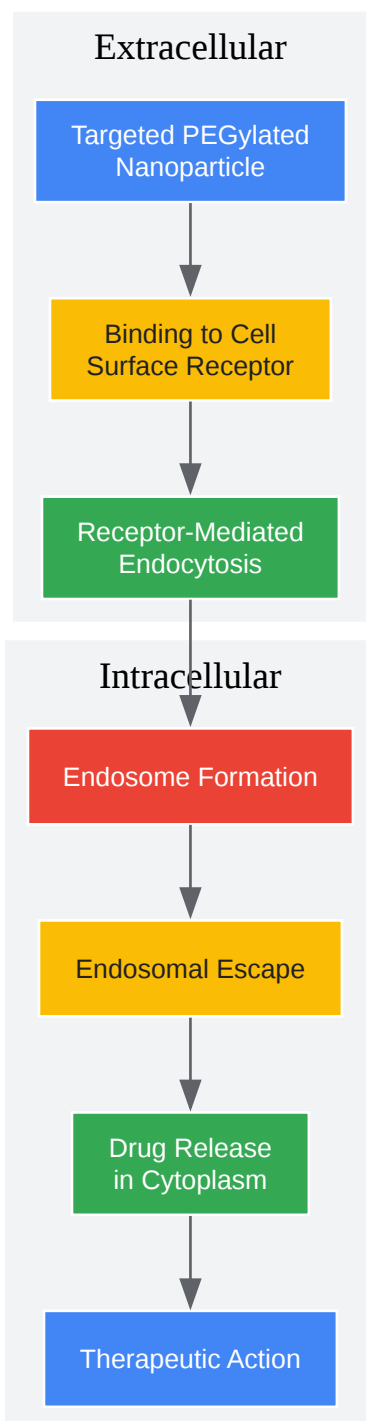 Extracellular
Targeted PEGylated
Nanoparticle
Binding to Cell
Surface Receptor
Receptor-Mediated
Endocytosis
Intracellular
Endosome Formation
Endosomal Escape
Drug Release
in Cytoplasm
Therapeutic Action